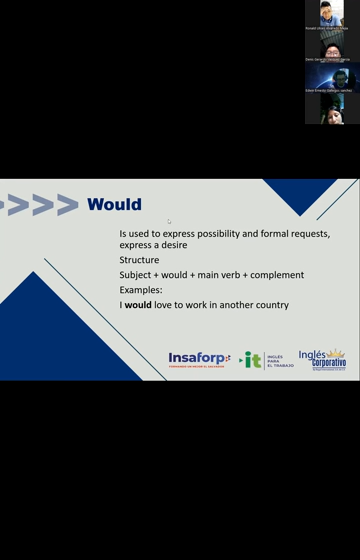 Would
Is used to express possibility and formal requests,
express a desire
Structure
Subject + would + main verb + complement
Examples:
I would love to work in another country
Insaforp
it
INGLÉS
PARA
EL TRABAJO
Inglés
Corporativo